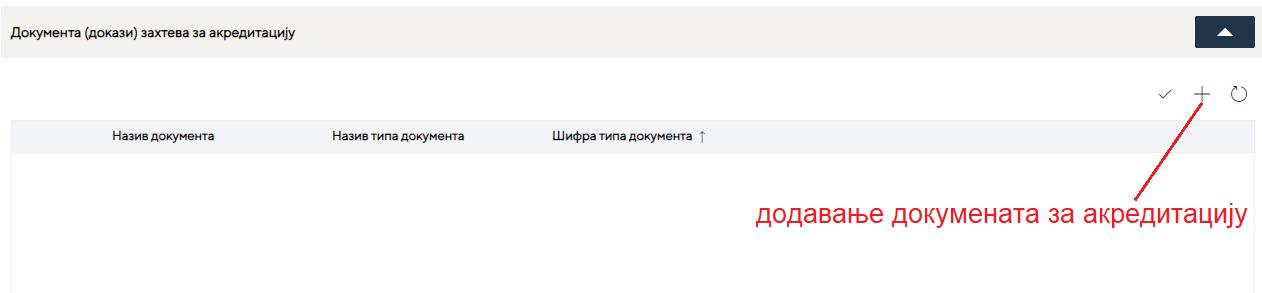 Документа (докази) захтева за акредитацију
Назив документа Назив типа документа Шифра типа документа ↑
додавање докумената за акредитацију